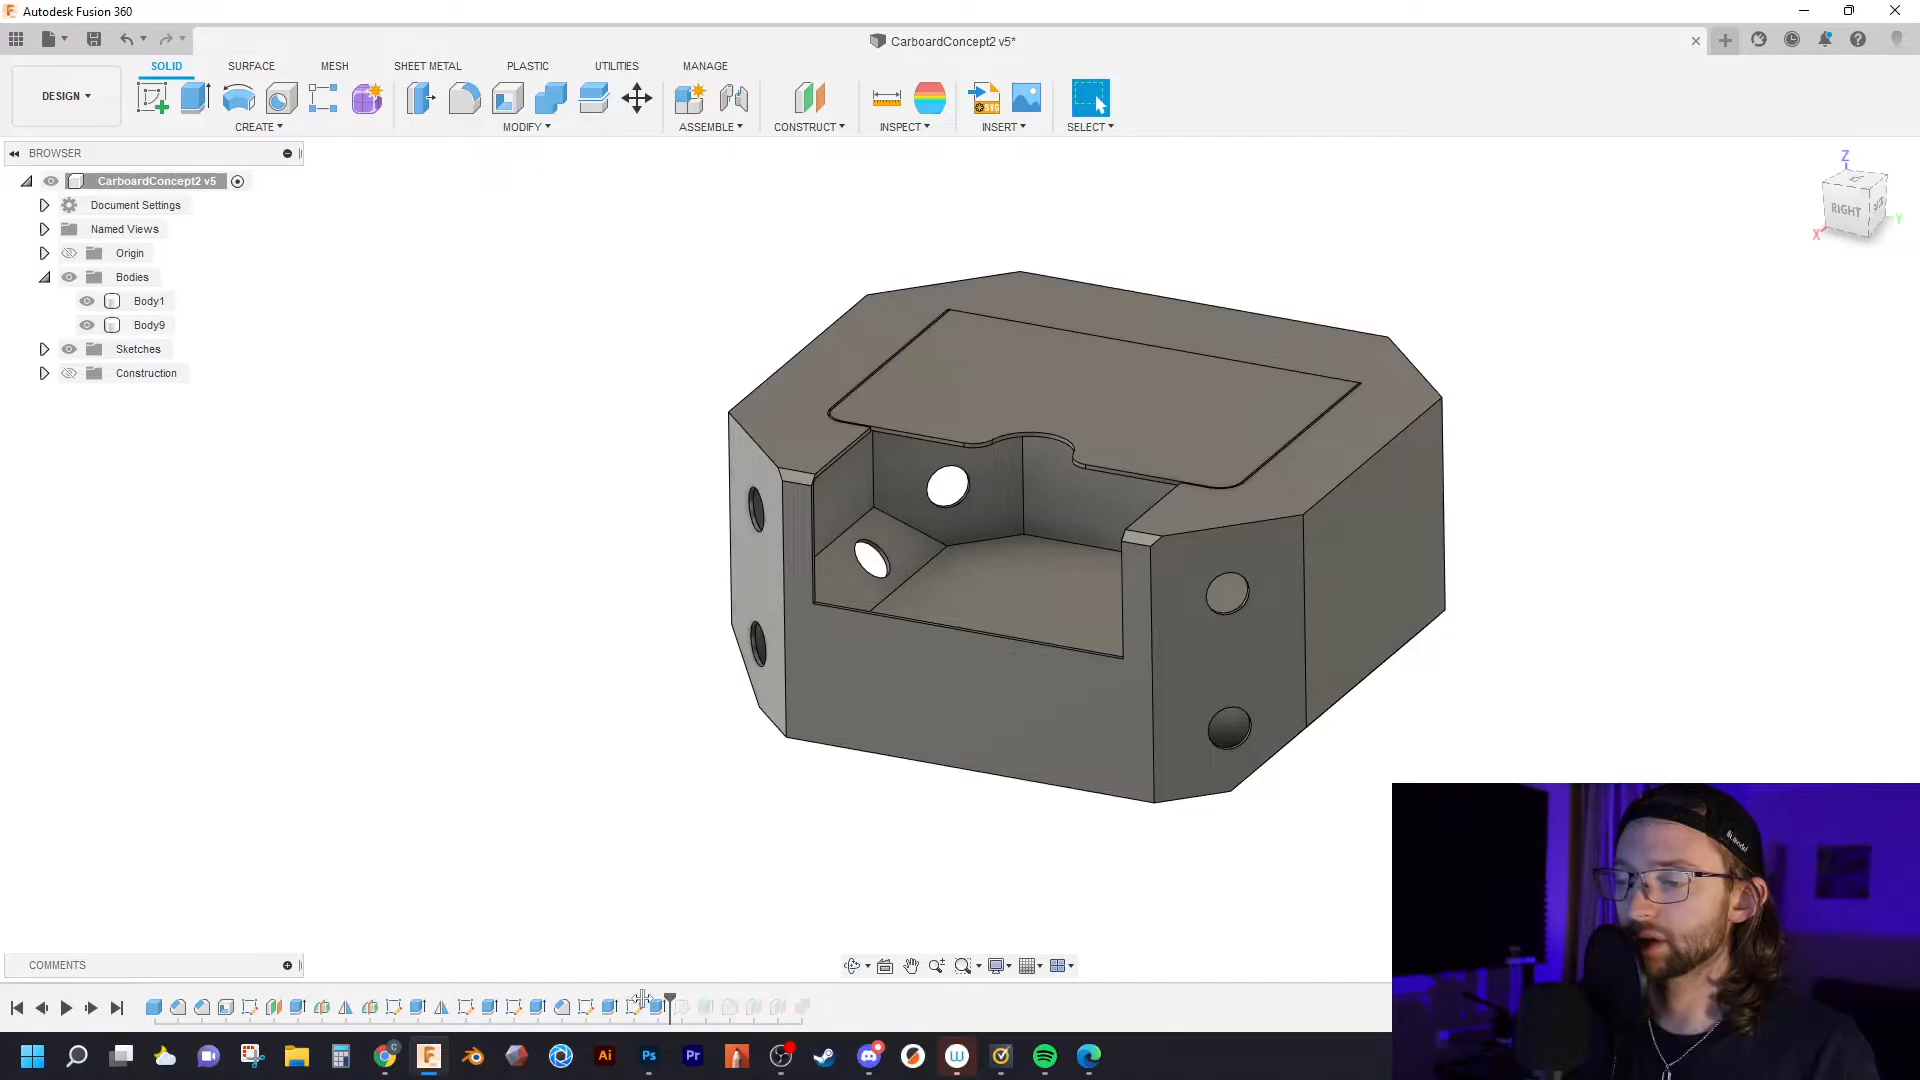 Autodesk Fusion 360
CarboardConcept2 v5*
SOLID SURFACE MESH SHEET METAL PLASTIC UTILITIES MANAGE
DESIGN
CREATE MODIFY ASSEMBLE CONSTRUCT INSPECT INSERT SELECT
SVG
BROWSER
CarboardConcept2 v5
Document Settings
Named Views
Origin
Bodies
Body1
Body9
Sketches
Construction
Z
RIGHT
X
Y
COMMENTS
Ai Ps Pr